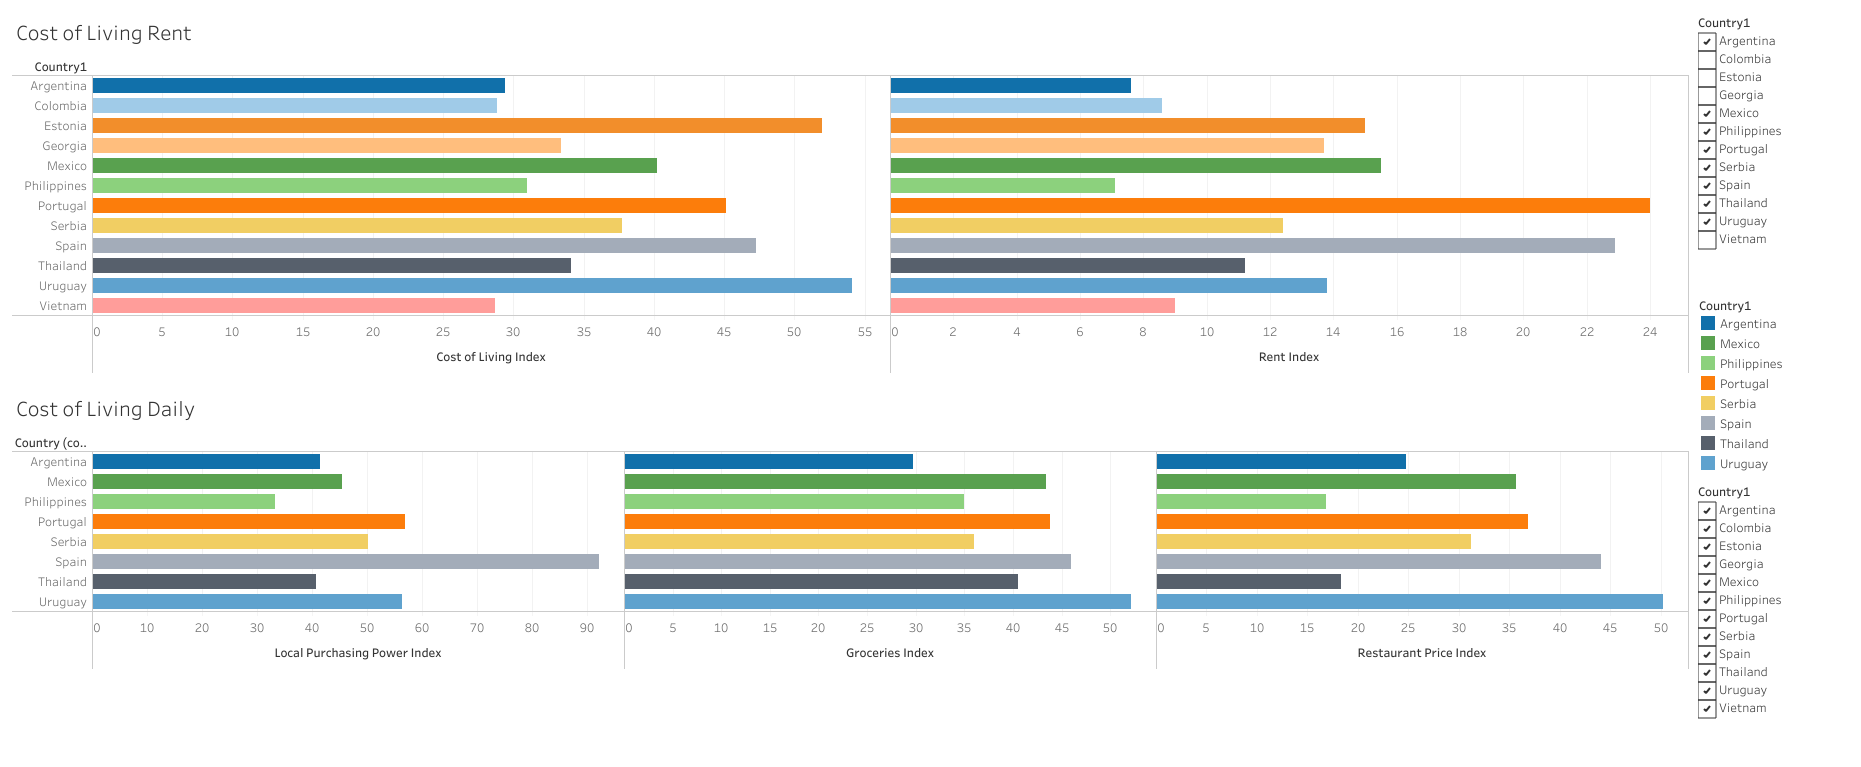 Cost of Living Rent
Country1
Argentina
Colombia
Estonia
Georgia
Mexico
Philippines
Portugal
Serbia
Spain
Thailand
Uruguay
Vietnam
0 5 10 15 20 25 30 35 40 45 50 55
Cost of Living Index
0 2 4 6 8 10 12 14 16 18 20 22 24
Rent Index
Cost of Living Daily
Country (co..
Argentina
Mexico
Philippines
Portugal
Serbia
Spain
Thailand
Uruguay
0 10 20 30 40 50 60 70 80 90
Local Purchasing Power Index
0 5 10 15 20 25 30 35 40 45 50
Groceries Index
0 5 10 15 20 25 30 35 40 45 50
Restaurant Price Index
Country1
Argentina
Colombia
Estonia
Georgia
Mexico
Philippines
Portugal
Serbia
Spain
Thailand
Uruguay
Vietnam
Country1
Argentina
Mexico
Philippines
Portugal
Serbia
Spain
Thailand
Uruguay
Country1
Argentina
Colombia
Estonia
Georgia
Mexico
Philippines
Portugal
Serbia
Spain
Thailand
Uruguay
Vietnam